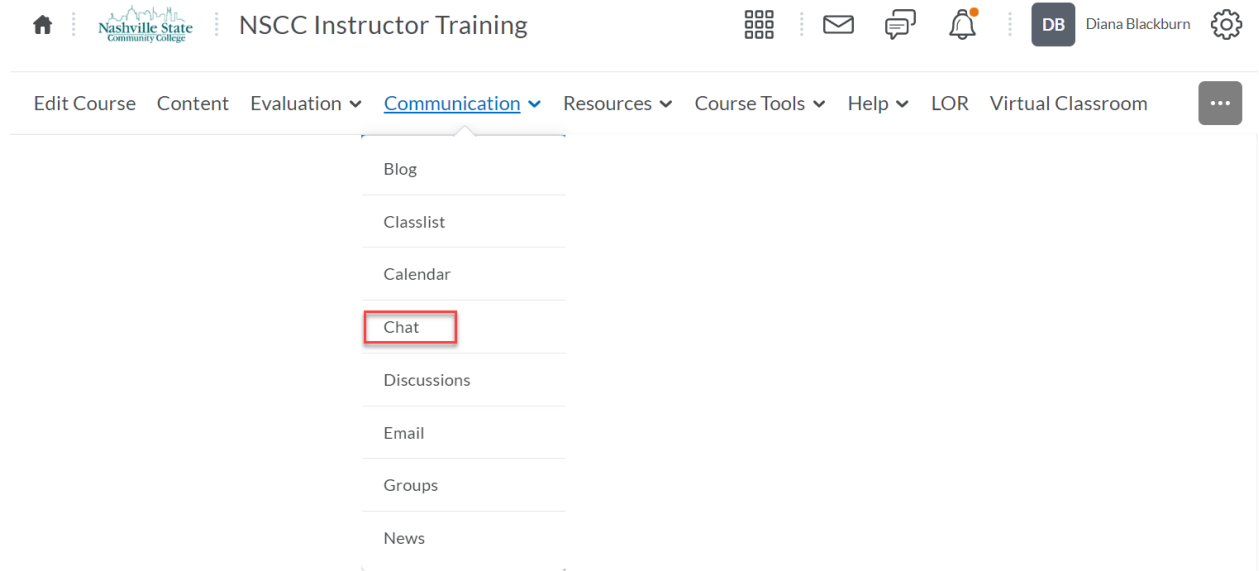 Nashville State
Community College
NSCC Instructor Training
DB
Diana Blackburn
Edit Course Content Evaluation Communication Resources Course Tools Help LOR Virtual Classroom
Blog
Classlist
Calendar
Chat
Discussions
Email
Groups
News